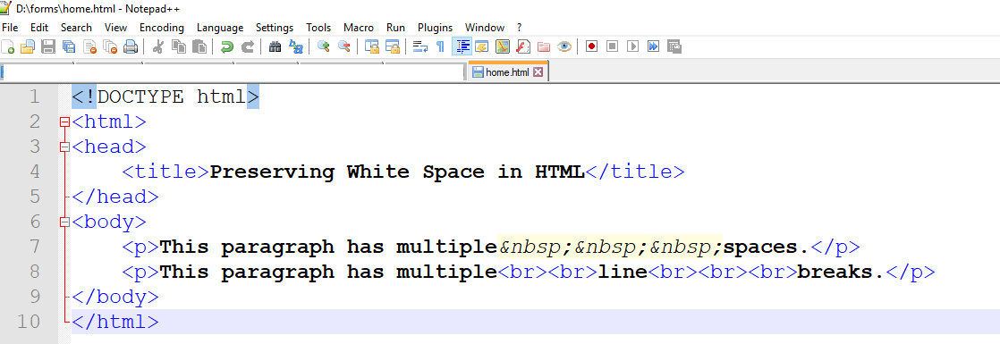 D:\forms\home.html - Notepad++
File Edit Search View Encoding Language Settings Tools Macro Run Plugins Window ?
home.html
1 <!DOCTYPE html>
2 <html>
3 <head>
4     <title>Preserving White Space in HTML</title>
5 </head>
6 <body>
7     <p>This paragraph has multiple&nbsp;&nbsp;&nbsp;spaces.</p>
8     <p>This paragraph has multiple<br><br>line<br><br><br>breaks.</p>
9 </body>
10 </html>